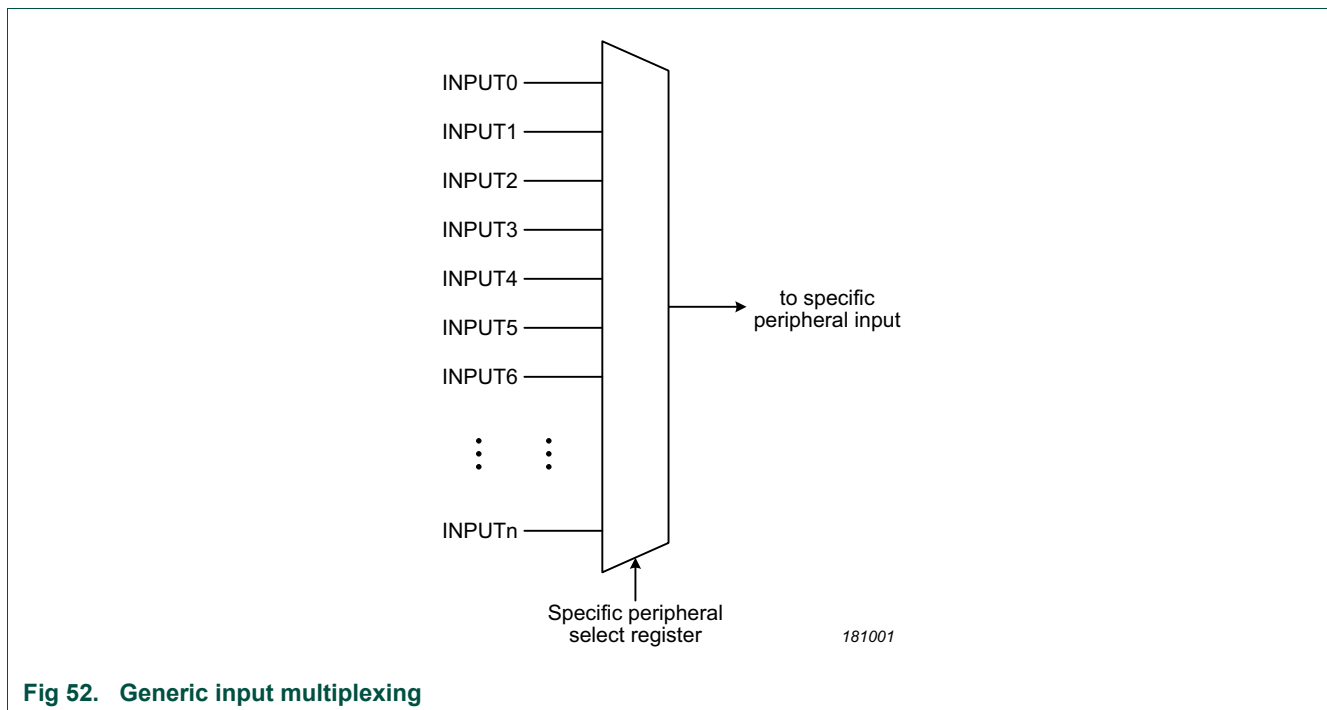 INPUT0
INPUT1
INPUT2
INPUT3
INPUT4
INPUT5
INPUT6
INPUTn
to specific
peripheral input
Specific peripheral
select register
181001
Fig 52. Generic input multiplexing